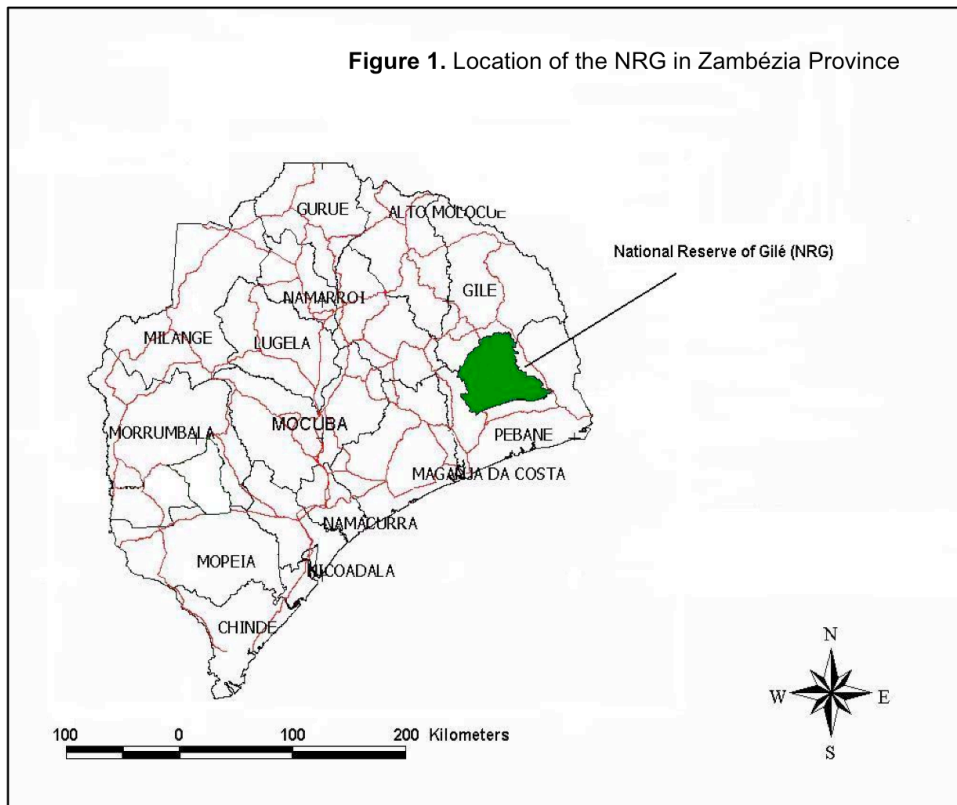 Figure 1. Location of the NRG in Zambézia Province
GURUE
ALTO MOLOCUE
National Reserve of Gilé (NRG)
NAMARROI
GILE
MILANGE
LUGELA
MOCUBA
MORRUMBALA
PEBANE
MAGANJA DA COSTA
NAMACURRA
MOPEIA
NICOADALA
CHINDE
N
W E
S
100 0 100 200 Kilometers